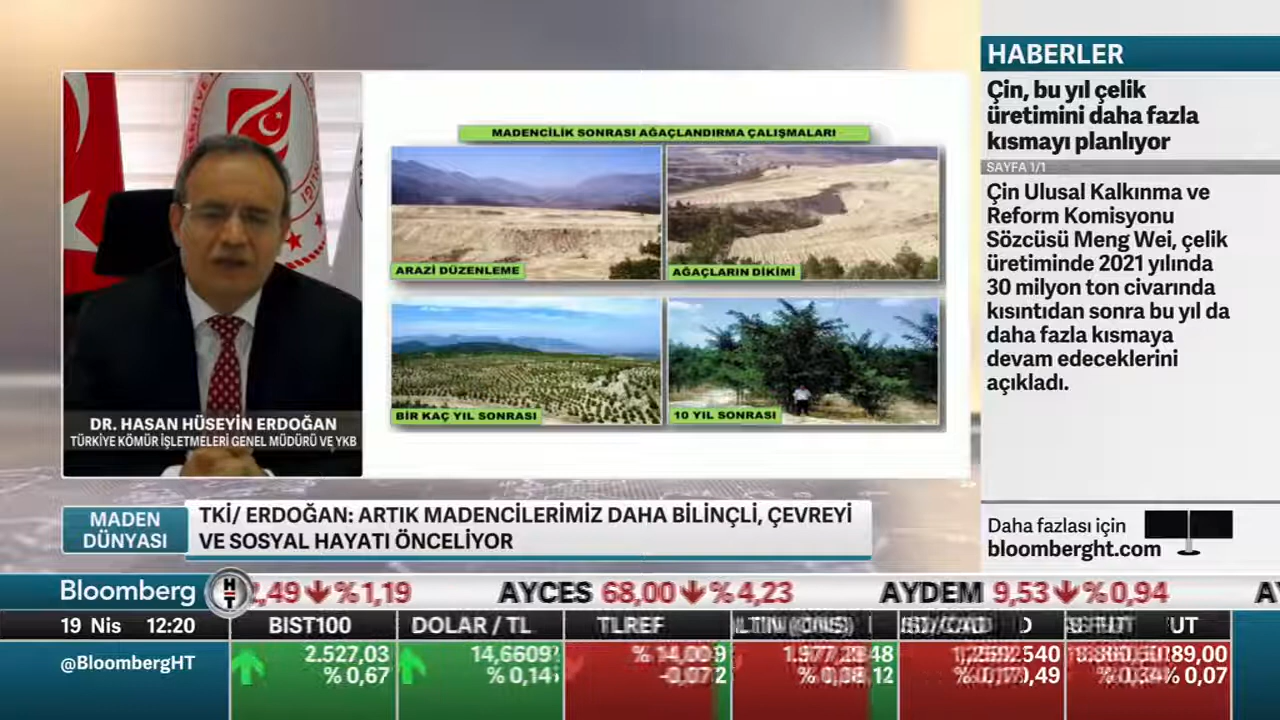 MADENCİLİK SONRASI AĞAÇLANDIRMA ÇALIŞMALARI
ARAZİ DÜZENLEME
AĞAÇLARIN DİKİMİ
BİR KAÇ YIL SONRASI
10 YIL SONRASI
DR. HASAN HÜSEYİN ERDOĞAN
TÜRKİYE KÖMÜR İŞLETMELERİ GENEL MÜDÜRÜ VE YKB
HABERLER
Çin, bu yıl çelik
üretimini daha fazla
kısmayı planlıyor
SAYFA 1/1
Çin Ulusal Kalkınma ve
Reform Komisyonu
Sözcüsü Meng Wei, çelik
üretiminde 2021 yılında
30 milyon ton civarında
kısıntıdan sonra bu yıl da
daha fazla kısmaya
devam edeceklerini
açıkladı.
Daha fazlası için
bloomberght.com
MADEN
DÜNYASI
TKİ/ ERDOĞAN: ARTIK MADENCİLERİMİZ DAHA BİLİNÇLİ, ÇEVREYİ
VE SOSYAL HAYATI ÖNCELİYOR
Bloomberg HT 2,49 %1,19 AYCES 68,00 %4,23 AYDEM 9,53 %0,94
19 Nis 12:20 BIST100 DOLAR / TL TLREF
@BloombergHT 2.527,03
% 0,67 % 0,14